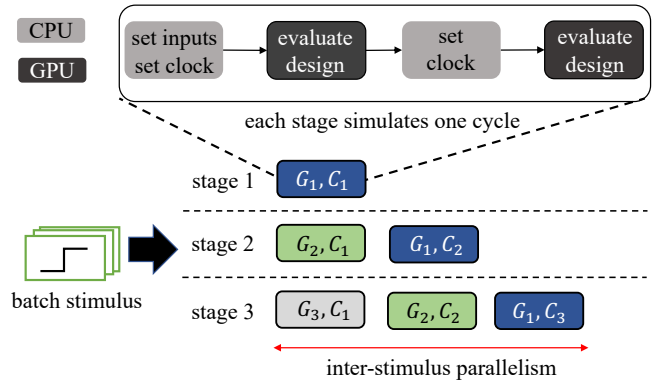 CPU
GPU
set inputs
set clock
evaluate
design
set
clock
evaluate
design
each stage simulates one cycle
stage 1
G₁, C₁
stage 2
G₂, C₁
G₁, C₂
batch stimulus
stage 3
G₃, C₁
G₂, C₂
G₁, C₃
inter-stimulus parallelism